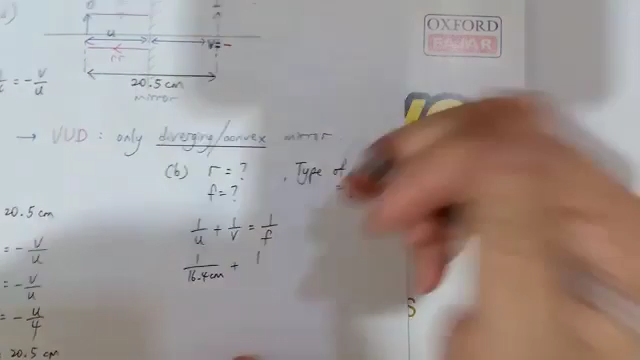 a)
u
v = -
rr
20.5 cm
mirror
= - v/u
→ VUD : only diverging/convex mirror
(b) r = ? , Type of
f = ? =
20.5 cm
1/u + 1/v = 1/f
= - v/u
1/16.4cm + 1
= - v/u
= - u/4
20.5 cm
OXFORD
FAJAR
S